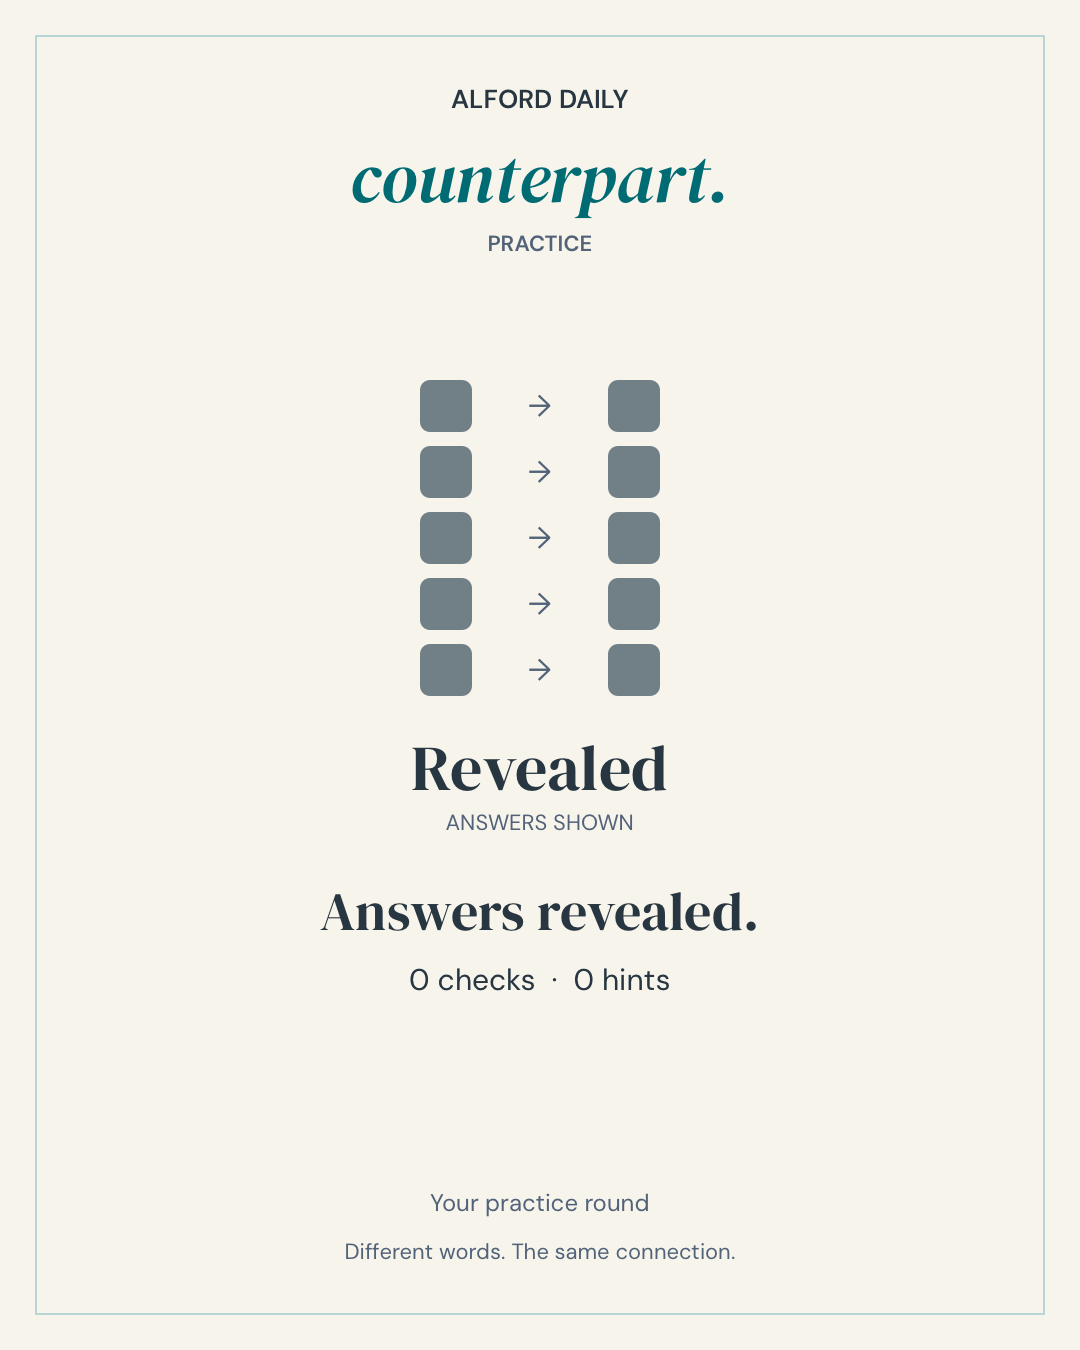 ALFORD DAILY
counterpart.
PRACTICE
→
→
→
→
→
Revealed
ANSWERS SHOWN
Answers revealed.
0 checks · 0 hints
Your practice round
Different words. The same connection.